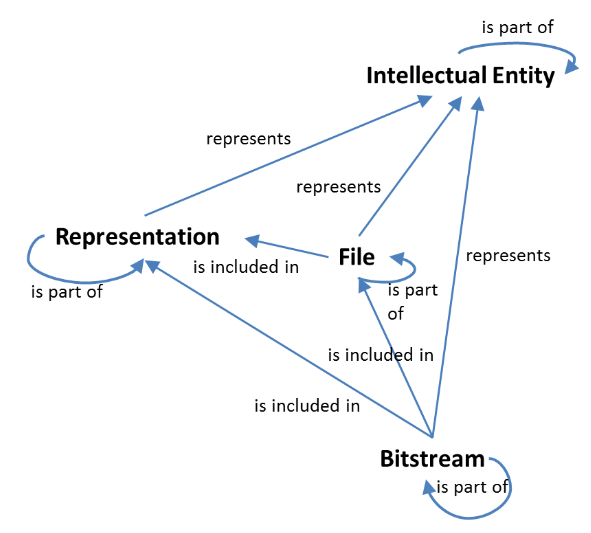 is part of
Intellectual Entity
represents
represents
Representation
File
represents
is included in
is part of
is part
of
is included in
is included in
Bitstream
is part of